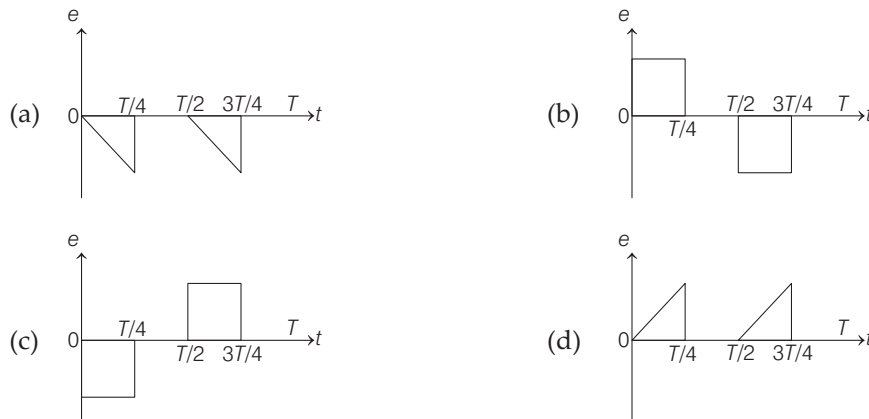 e
e
(a) 0 T/4 T/2 3T/4 T t
(b) 0 T/4 T/2 3T/4 T t
e
e
(c) 0 T/4 T/2 3T/4 T t
(d) 0 T/4 T/2 3T/4 T t